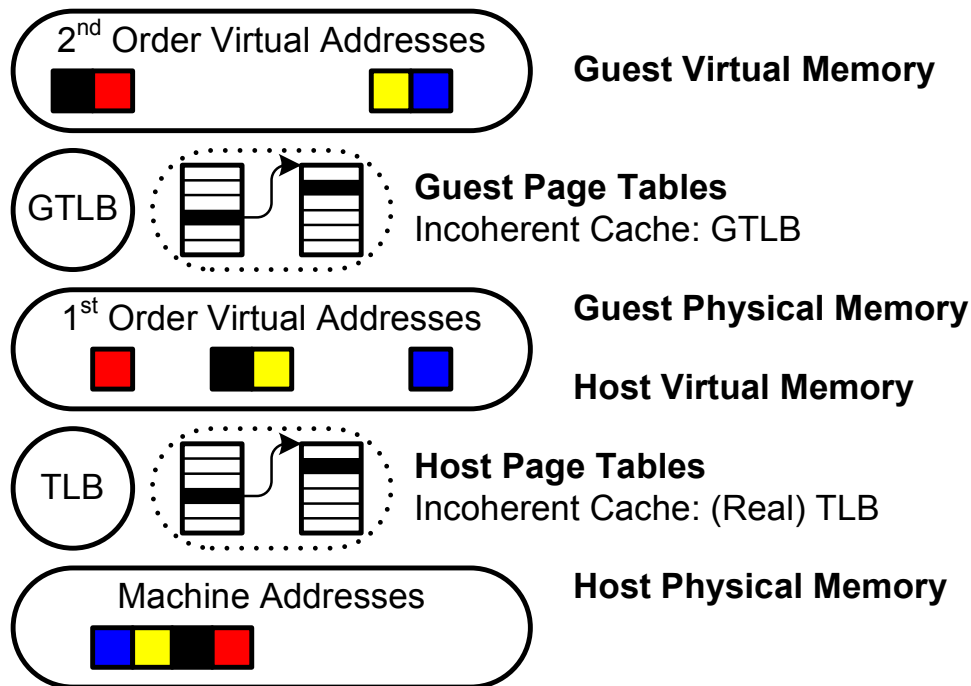 2nd Order Virtual Addresses
Guest Virtual Memory
GTLB
Guest Page Tables
Incoherent Cache: GTLB
1st Order Virtual Addresses
Guest Physical Memory
Host Virtual Memory
TLB
Host Page Tables
Incoherent Cache: (Real) TLB
Machine Addresses
Host Physical Memory